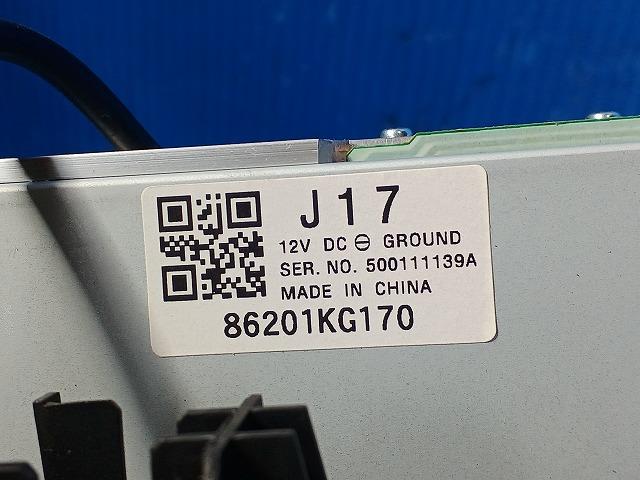 J17
12V DC ⊖ GROUND
SER. NO. 500111139A
MADE IN CHINA
86201KG170